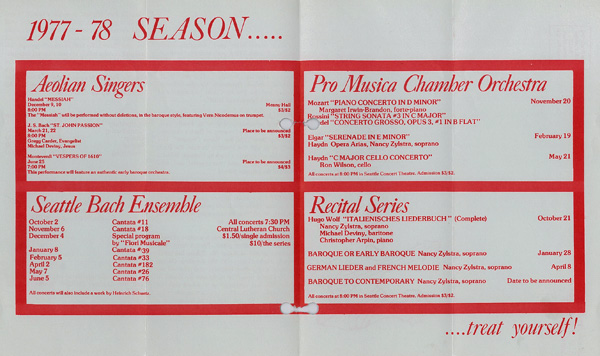 1977 - 78 SEASON.....
Aeolian Singers
Handel "MESSIAH"
December 9, 10 Meany Hall
8:00 PM $3/$2
The "Messiah" will be performed without deletions, in the baroque style, featuring Vern Nicodemus on trumpet.
J. S. Bach "ST. JOHN PASSION"
March 21, 22 Place to be announced
8:00 PM $3/$2
Gregg Carder, Evangelist
Michael Deviny, Jesus
Monteverdi "VESPERS OF 1610"
June 23 Place to be announced
7:00 PM $4/$3
This performance will feature an authentic early baroque orchestra.
Pro Musica Chamber Orchestra
Mozart "PIANO CONCERTO IN D MINOR" November 20
Margaret Irwin-Brandon, forte-piano
Rossini "STRING SONATA #3 IN C MAJOR"
del "CONCERTO GROSSO, OPUS 3, #1 IN B FLAT"
Elgar "SERENADE IN E MINOR" February 19
Haydn Opera Arias, Nancy Zylstra, soprano
Haydn "C MAJOR CELLO CONCERTO" May 21
Ron Wilson, cello
All concerts at 8:00 PM in Seattle Concert Theatre. Admission $3/$2.
Seattle Bach Ensemble
October 2 Cantata #11 All concerts 7:30 PM
November 6 Cantata #18 Central Lutheran Church
December 4 Special program $1.50/single admission
by "Fiori Musicale" $10/the series
January 8 Cantata #39
February 5 Cantata #33
April 2 Cantata #182
May 7 Cantata #26
June 5 Cantata #76
All concerts will also include a work by Heinrich Schuetz.
Recital Series
Hugo Wolf "ITALIENISCHES LIEDERBUCH" (Complete) October 21
Nancy Zylstra, soprano
Michael Deviny, baritone
Christopher Arpin, piano
BAROQUE OR EARLY BAROQUE Nancy Zylstra, soprano January 28
GERMAN LIEDER and FRENCH MELODIE Nancy Zylstra, soprano April 8
BAROQUE TO CONTEMPORARY Nancy Zylstra, soprano Date to be announced
All concerts at 8:00 PM in Seattle Concert Theatre. Admission $3/$2.
....treat yourself!